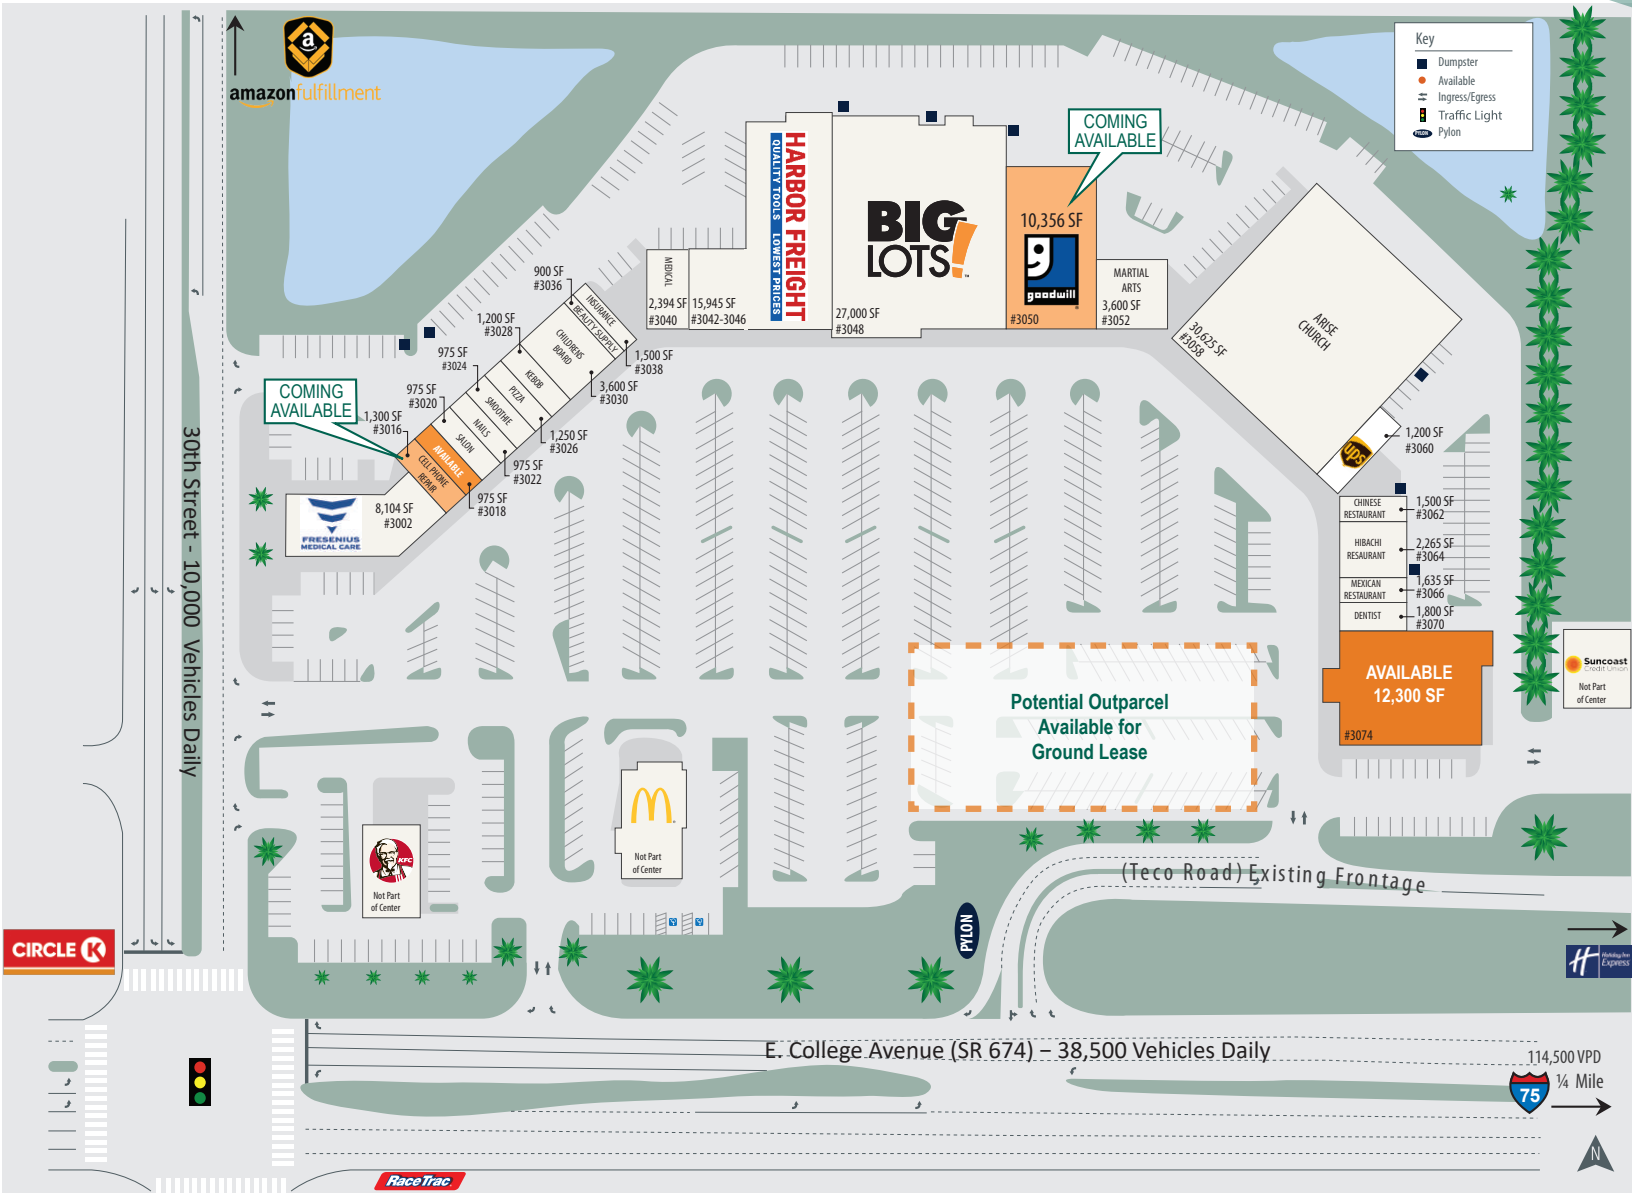 a
amazonfulfillment
Key
Dumpster
Available
Ingress/Egress
Traffic Light
PYLON Pylon
COMING
AVAILABLE
HARBOR FREIGHT
QUALITY TOOLS LOWEST PRICES
BIG
LOTS!
27,000 SF
#3048
10,356 SF
goodwill
#3050
MARTIAL
ARTS
3,600 SF
#3052
MEDICAL
2,394 SF
#3040
15,945 SF
#3042-3046
ARISE
CHURCH
30,625 SF
#3058
900 SF
#3036
INSURANCE
BEAUTY SUPPLY
1,200 SF
#3028
CHILDRENS
BOARD
1,500 SF
#3038
975 SF
#3024
KEBOB
3,600 SF
#3030
975 SF
#3020
PIZZA
SMOOTHIE
1,250 SF
#3026
COMING
AVAILABLE
1,300 SF
#3016
NAILS
SALON
975 SF
#3022
AVAILABLE
CELL PHONE
REPAIR
975 SF
#3018
8,104 SF
#3002
FRESENIUS
MEDICAL CARE
ups
1,200 SF
#3060
CHINESE
RESTAURANT
1,500 SF
#3062
HIBACHI
RESAURANT
2,265 SF
#3064
MEXICAN
RESTAURANT
1,635 SF
#3066
DENTIST
1,800 SF
#3070
AVAILABLE
12,300 SF
#3074
Suncoast
Credit Union
Not Part
of Center
Potential Outparcel
Available for
Ground Lease
30th Street - 10,000 Vehicles Daily
KFC
Not Part
of Center
Not Part
of Center
(Teco Road) Existing Frontage
PYLON
CIRCLE K
H Holiday Inn
Express
E. College Avenue (SR 674) – 38,500 Vehicles Daily
114,500 VPD
75
¼ Mile
N
RaceTrac